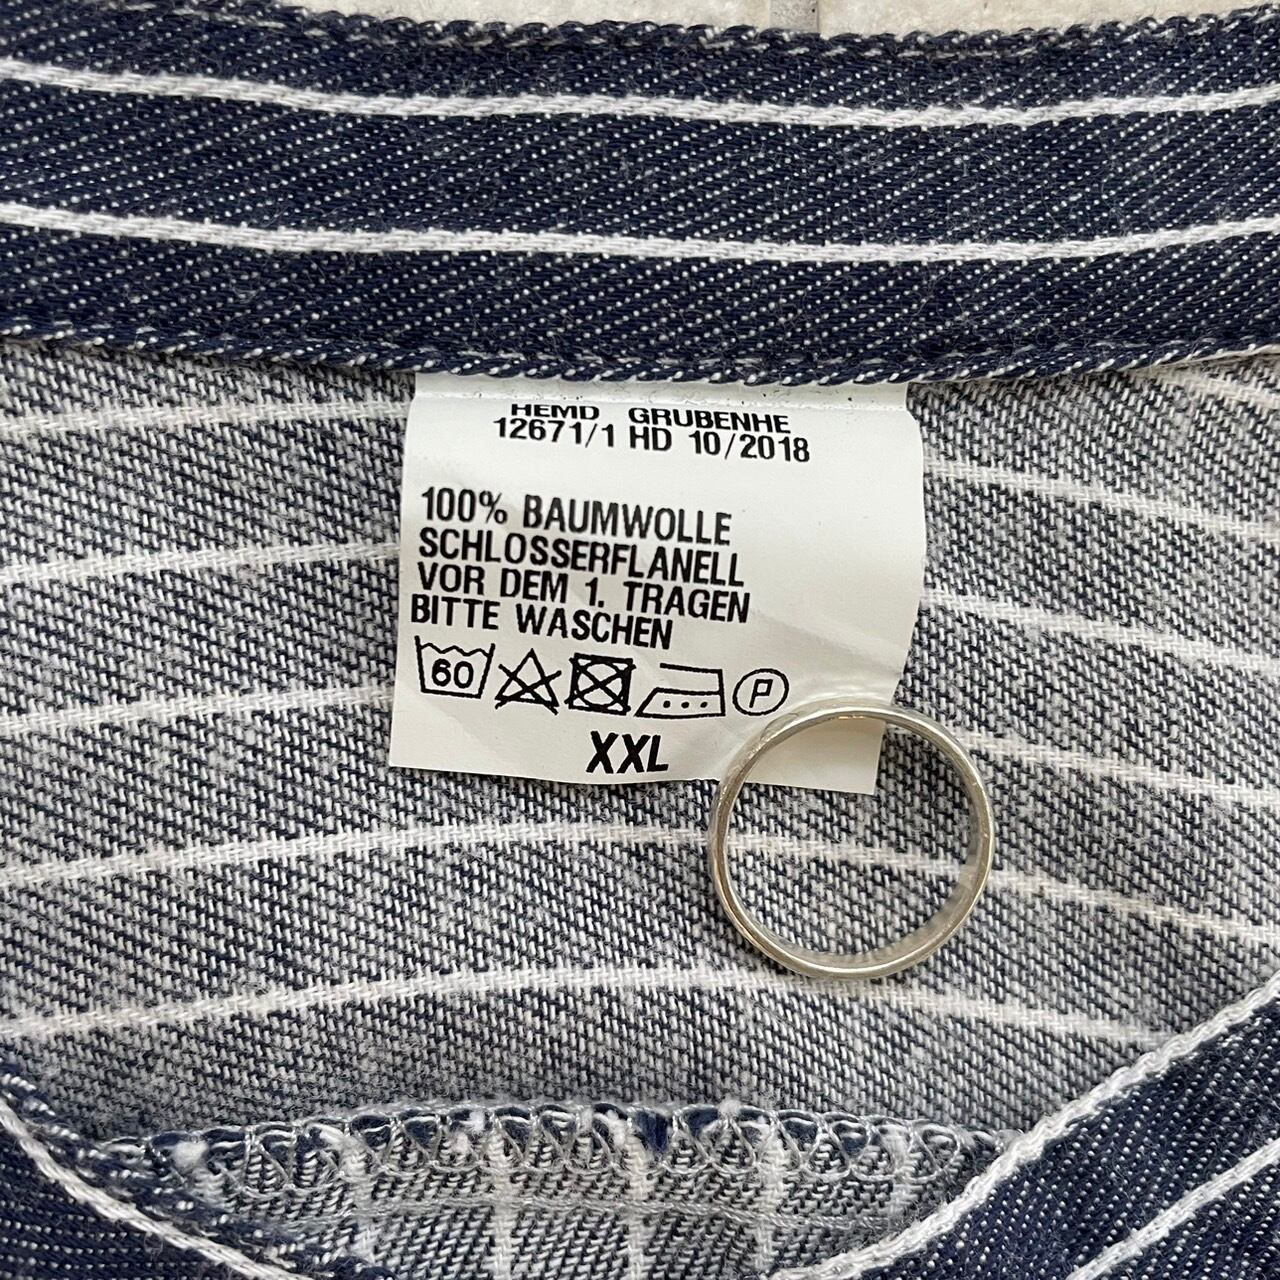 HEMD GRUBENHE
12671/1 HD 10/2018
100% BAUMWOLLE
SCHLOSSERFLANELL
VOR DEM 1. TRAGEN
BITTE WASCHEN
60 P
XXL